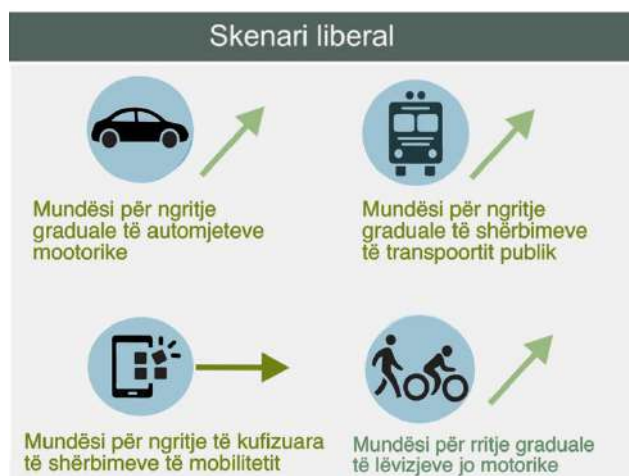 Skenari liberal
Mundësi për ngritje
graduale të automjeteve
mootorike
Mundësi për ngritje
graduale të shërbimeve
të transpoortit publik
Mundësi për ngritje të kufizuara
të shërbimeve të mobilitetit
Mundësi për rritje graduale
të lëvizjeve jo motorike